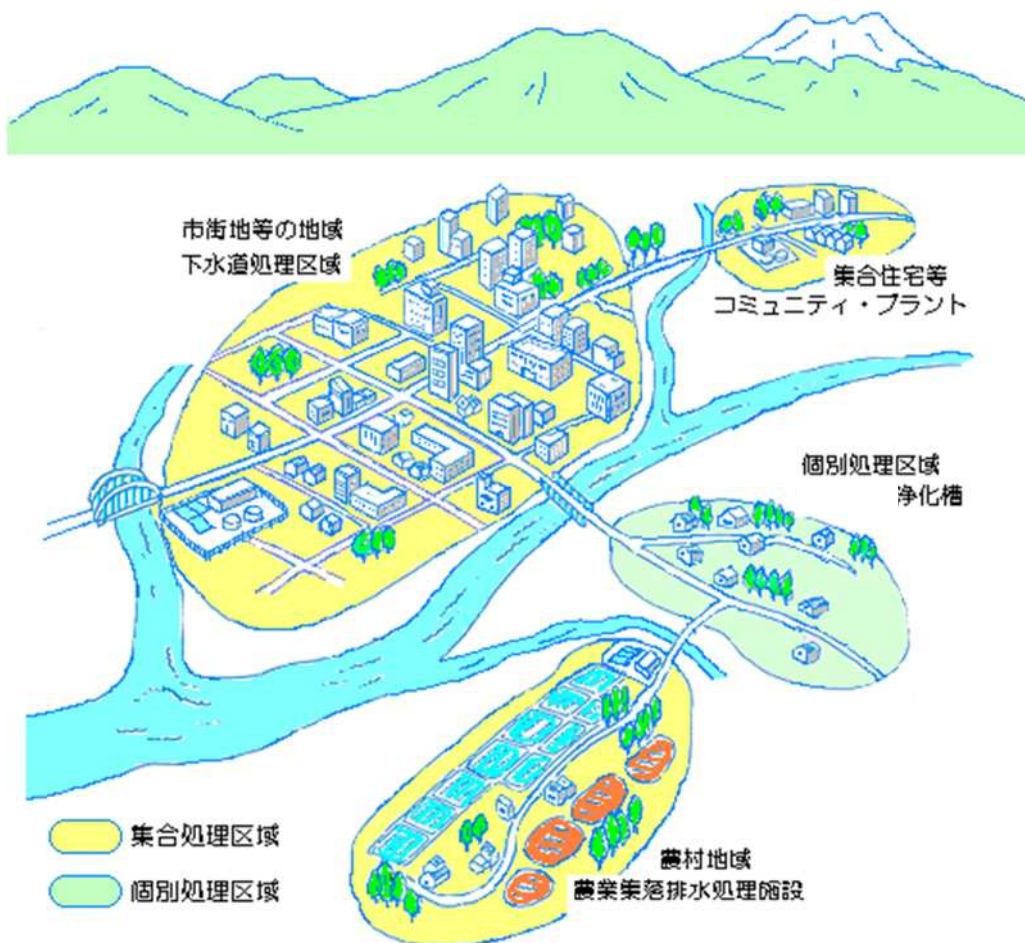 市街地等の地域
下水道処理区域
集合住宅等
コミュニティ・プラント
個別処理区域
浄化槽
集合処理区域
個別処理区域
農村地域
農業集落排水処理施設